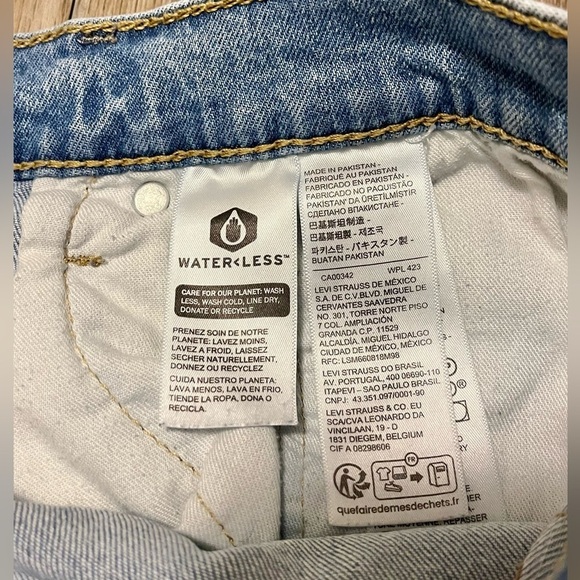 WATER<LESS™
CARE FOR OUR PLANET: WASH
LESS, WASH COLD, LINE DRY,
DONATE OR RECYCLE
PRENEZ SOIN DE NOTRE
PLANETE: LAVEZ MOINS,
LAVEZ A FROID, LAISSEZ
SECHER NATURELLEMENT,
DONNEZ OU RECYCLEZ
CUIDA NUESTRO PLANETA:
LAVA MENOS, LAVA EN FRIO,
TIENDE LA ROPA, DONA O
RECICLA.
MADE IN PAKISTAN -
FABRIQUÉ AU PAKISTAN -
FABRICADO EN PAKISTÁN -
FABRICADO NO PAQUISTÃO
PAKISTAN' DA ÜRETİLMİŞTİR
СДЕЛАНО ВПАКИСТАНЕ -
巴基斯坦制造 -
巴基斯坦製 - 제조국
파키스탄 - パキスタン製 -
BUATAN PAKISTAN
CA00342 WPL 423
LEVI STRAUSS DE MÉXICO
S.A. DE C.V.BLVD. MIGUEL DE
CERVANTES SAAVEDRA
NO. 301, TORRE NORTE PISO
7 COL. AMPLIACIÓN
GRANADA C.P. 11529
ALCALDÍA. MIGUEL HIDALGO
CIUDAD DE MÉXICO, MÉXICO
RFC: LSM660818M98
LEVI STRAUSS DO BRASIL
AV. PORTUGAL, 400 06690-110
ITAPEVI - SAO PAULO BRASIL
CNPJ: 43.351.097/0001-90
LEVI STRAUSS & CO. EU
SCA/CVA LEONARDO DA
VINCILAAN, 19 - D
1831 DIEGEM, BELGIUM
CIF A 08298606
FR
quefairedemesdechets.fr
REPASSER